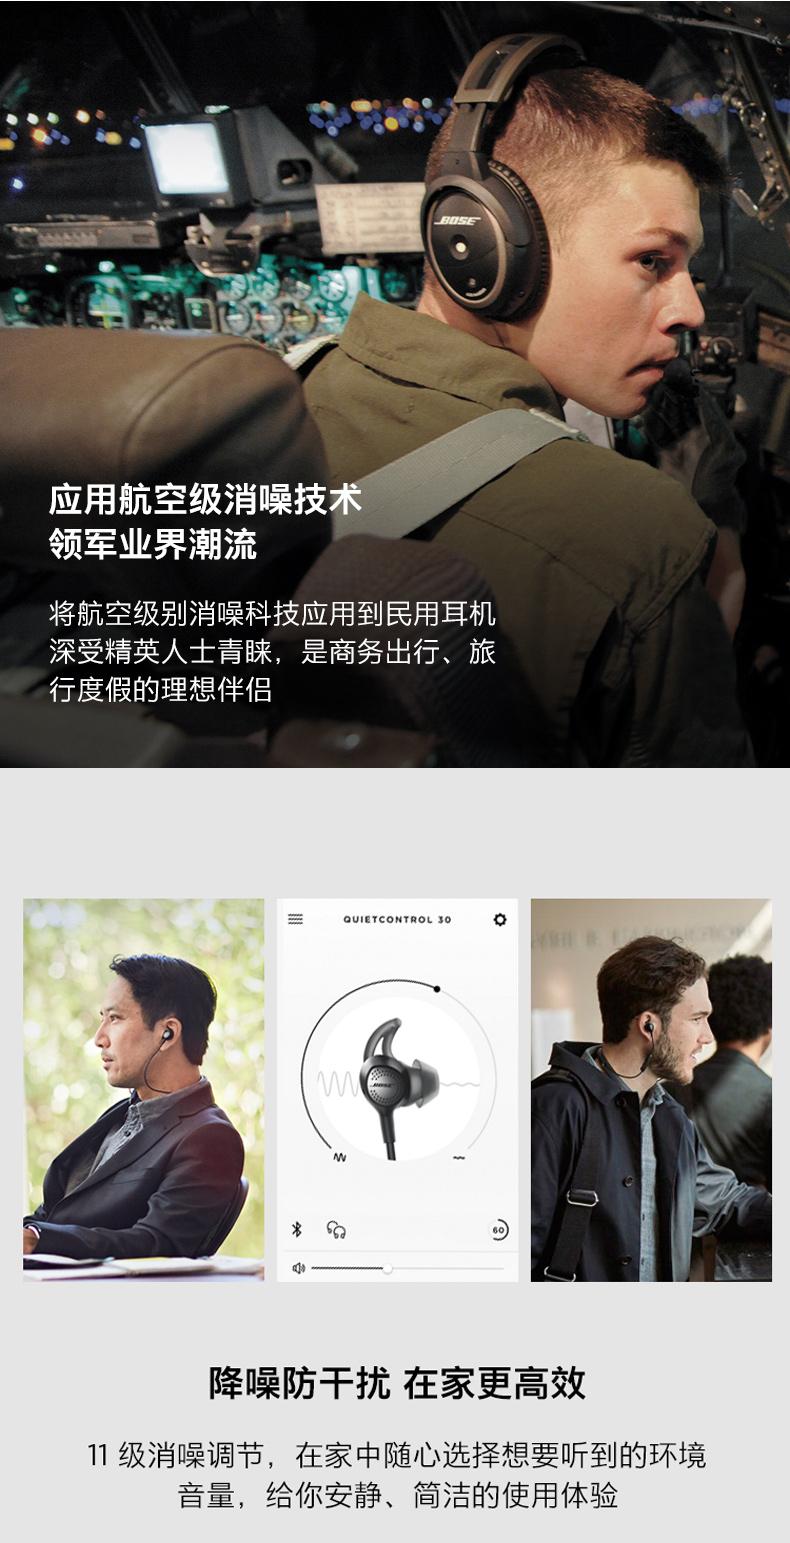 BOSE
应用航空级消噪技术
领军业界潮流
将航空级别消噪科技应用到民用耳机
深受精英人士青睐，是商务出行、旅
行度假的理想伴侣
QUIETCONTROL 30
BOSE
60
降噪防干扰 在家更高效
11 级消噪调节，在家中随心选择想要听到的环境
音量，给你安静、简洁的使用体验